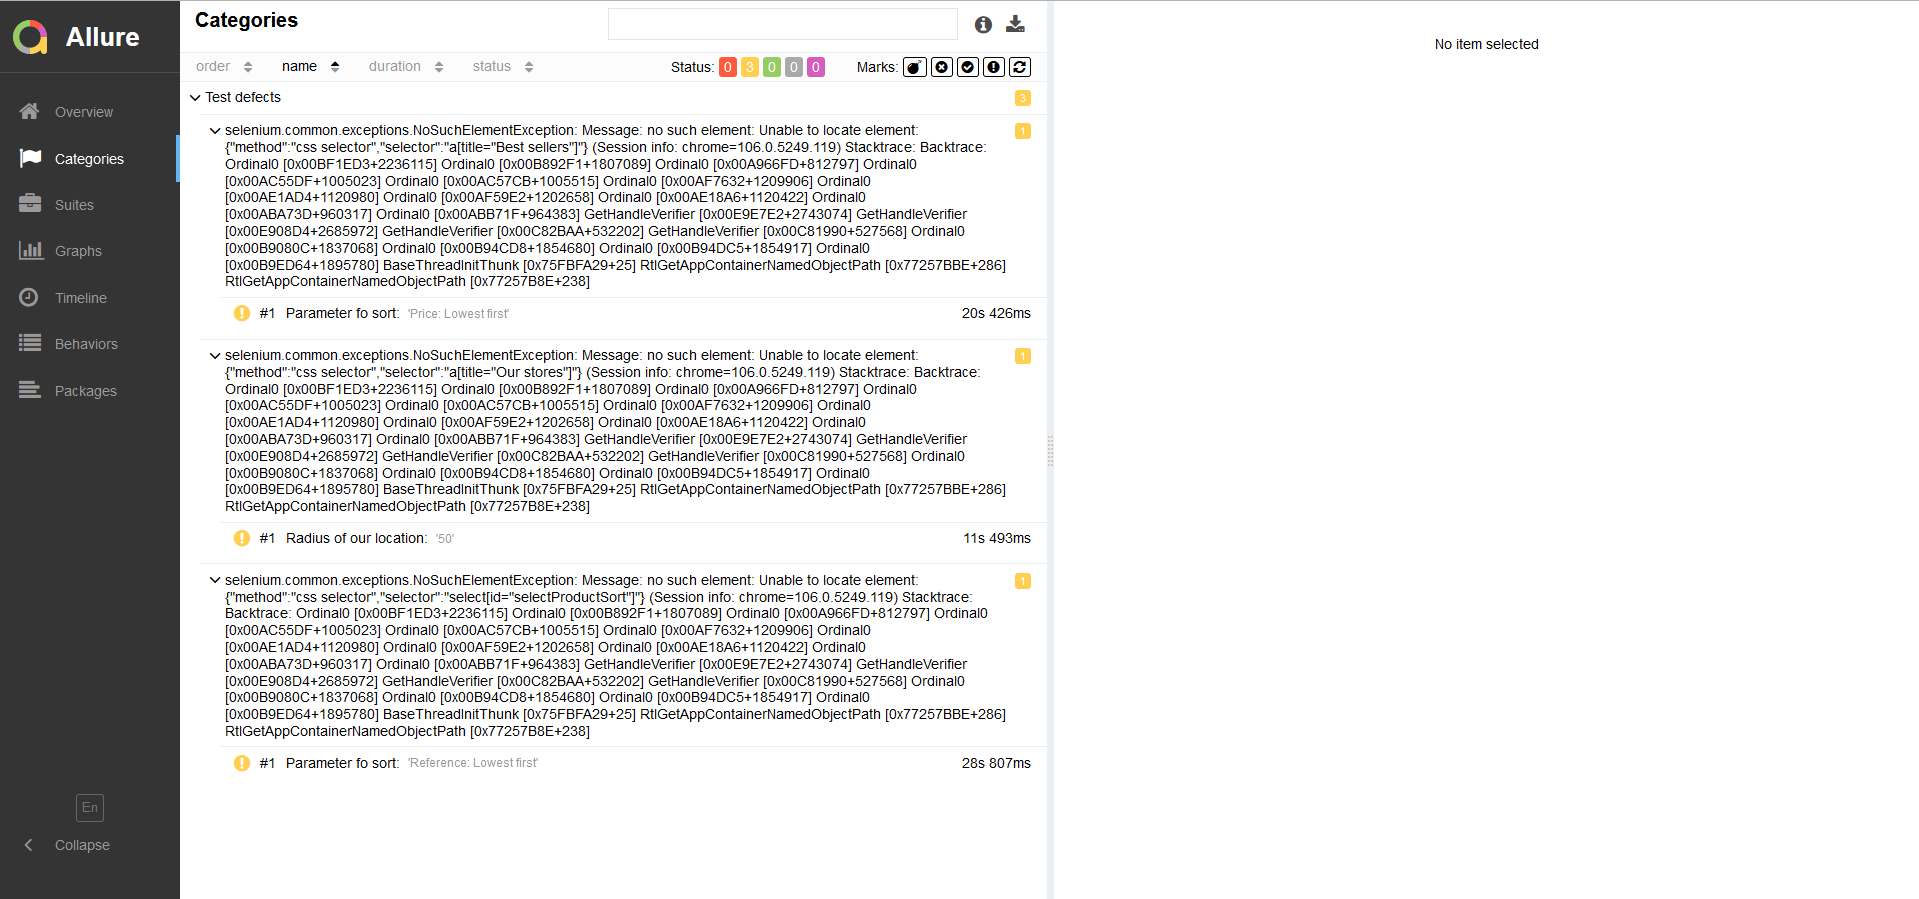 Allure
Overview
Categories
Suites
Graphs
Timeline
Behaviors
Packages
En
Collapse
Categories
order name duration status Status: 0 3 0 0 0 Marks:
Test defects 3
selenium.common.exceptions.NoSuchElementException: Message: no such element: Unable to locate element: 1
{"method":"css selector","selector":"a[title="Best sellers"]"} (Session info: chrome=106.0.5249.119) Stacktrace: Backtrace:
Ordinal0 [0x00BF1ED3+2236115] Ordinal0 [0x00B892F1+1807089] Ordinal0 [0x00A966FD+812797] Ordinal0
[0x00AC55DF+1005023] Ordinal0 [0x00AC57CB+1005515] Ordinal0 [0x00AF7632+1209906] Ordinal0
[0x00AE1AD4+1120980] Ordinal0 [0x00AF59E2+1202658] Ordinal0 [0x00AE18A6+1120422] Ordinal0
[0x00ABA73D+960317] Ordinal0 [0x00ABB71F+964383] GetHandleVerifier [0x00E9E7E2+2743074] GetHandleVerifier
[0x00E908D4+2685972] GetHandleVerifier [0x00C82BAA+532202] GetHandleVerifier [0x00C81990+527568] Ordinal0
[0x00B9080C+1837068] Ordinal0 [0x00B94CD8+1854680] Ordinal0 [0x00B94DC5+1854917] Ordinal0
[0x00B9ED64+1895780] BaseThreadInitThunk [0x75FBFA29+25] RtlGetAppContainerNamedObjectPath [0x77257BBE+286]
RtlGetAppContainerNamedObjectPath [0x77257B8E+238]
#1 Parameter fo sort: 'Price: Lowest first' 20s 426ms
selenium.common.exceptions.NoSuchElementException: Message: no such element: Unable to locate element: 1
{"method":"css selector","selector":"a[title="Our stores"]"} (Session info: chrome=106.0.5249.119) Stacktrace: Backtrace:
Ordinal0 [0x00BF1ED3+2236115] Ordinal0 [0x00B892F1+1807089] Ordinal0 [0x00A966FD+812797] Ordinal0
[0x00AC55DF+1005023] Ordinal0 [0x00AC57CB+1005515] Ordinal0 [0x00AF7632+1209906] Ordinal0
[0x00AE1AD4+1120980] Ordinal0 [0x00AF59E2+1202658] Ordinal0 [0x00AE18A6+1120422] Ordinal0
[0x00ABA73D+960317] Ordinal0 [0x00ABB71F+964383] GetHandleVerifier [0x00E9E7E2+2743074] GetHandleVerifier
[0x00E908D4+2685972] GetHandleVerifier [0x00C82BAA+532202] GetHandleVerifier [0x00C81990+527568] Ordinal0
[0x00B9080C+1837068] Ordinal0 [0x00B94CD8+1854680] Ordinal0 [0x00B94DC5+1854917] Ordinal0
[0x00B9ED64+1895780] BaseThreadInitThunk [0x75FBFA29+25] RtlGetAppContainerNamedObjectPath [0x77257BBE+286]
RtlGetAppContainerNamedObjectPath [0x77257B8E+238]
#1 Radius of our location: '50' 11s 493ms
selenium.common.exceptions.NoSuchElementException: Message: no such element: Unable to locate element: 1
{"method":"css selector","selector":"select[id="selectProductSort"]"} (Session info: chrome=106.0.5249.119) Stacktrace:
Backtrace: Ordinal0 [0x00BF1ED3+2236115] Ordinal0 [0x00B892F1+1807089] Ordinal0 [0x00A966FD+812797] Ordinal0
[0x00AC55DF+1005023] Ordinal0 [0x00AC57CB+1005515] Ordinal0 [0x00AF7632+1209906] Ordinal0
[0x00AE1AD4+1120980] Ordinal0 [0x00AF59E2+1202658] Ordinal0 [0x00AE18A6+1120422] Ordinal0
[0x00ABA73D+960317] Ordinal0 [0x00ABB71F+964383] GetHandleVerifier [0x00E9E7E2+2743074] GetHandleVerifier
[0x00E908D4+2685972] GetHandleVerifier [0x00C82BAA+532202] GetHandleVerifier [0x00C81990+527568] Ordinal0
[0x00B9080C+1837068] Ordinal0 [0x00B94CD8+1854680] Ordinal0 [0x00B94DC5+1854917] Ordinal0
[0x00B9ED64+1895780] BaseThreadInitThunk [0x75FBFA29+25] RtlGetAppContainerNamedObjectPath [0x77257BBE+286]
RtlGetAppContainerNamedObjectPath [0x77257B8E+238]
#1 Parameter fo sort: 'Reference: Lowest first' 28s 807ms
No item selected